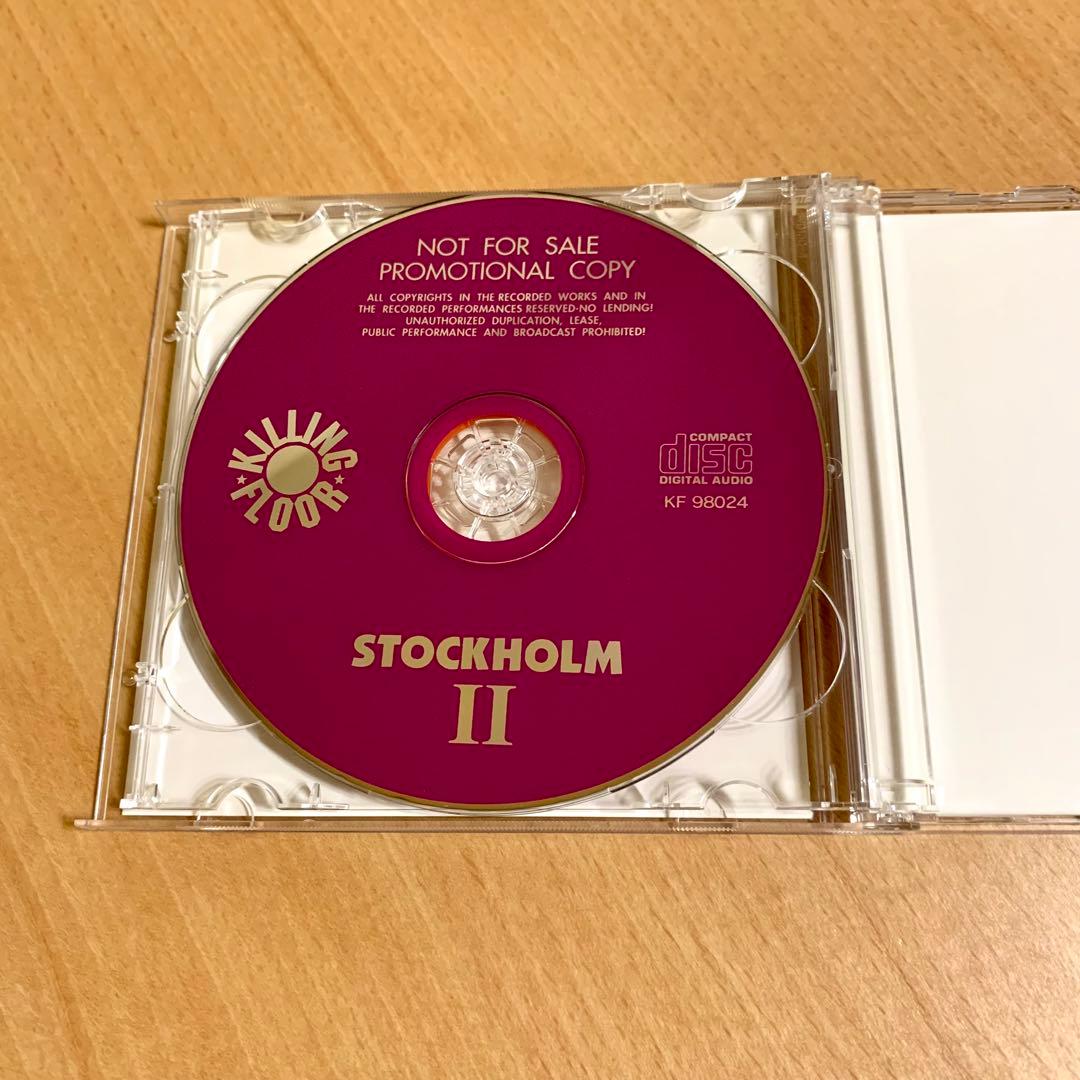 NOT FOR SALE
PROMOTIONAL COPY
ALL COPYRIGHTS IN THE RECORDED WORKS AND IN
THE RECORDED PERFORMANCES RESERVED·NO LENDING!
UNAUTHORIZED DUPLICATION, LEASE,
PUBLIC PERFORMANCE AND BROADCAST PROHIBITED!
KILLING
★ FLOOR ★
COMPACT
disc
DIGITAL AUDIO
KF 98024
STOCKHOLM
II